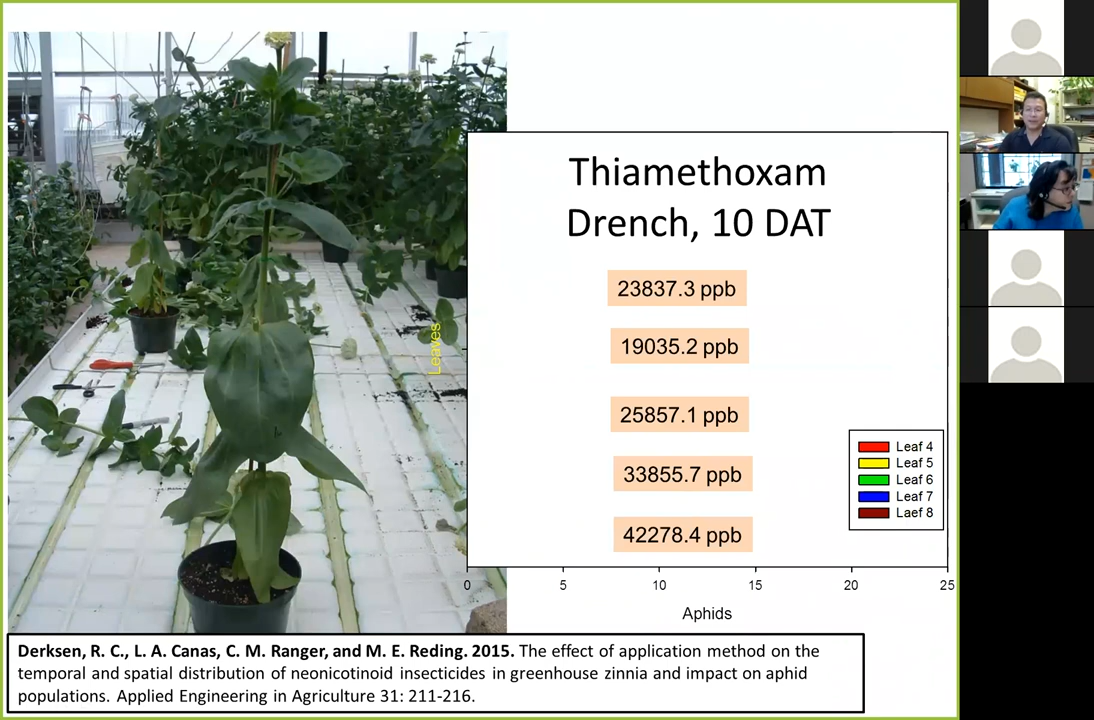 Thiamethoxam
Drench, 10 DAT
23837.3 ppb
19035.2 ppb
25857.1 ppb
33855.7 ppb
42278.4 ppb
Leaves
Leaf 4
Leaf 5
Leaf 6
Leaf 7
Laef 8
0 5 10 15 20 25
Aphids
Derksen, R. C., L. A. Canas, C. M. Ranger, and M. E. Reding. 2015. The effect of application method on the
temporal and spatial distribution of neonicotinoid insecticides in greenhouse zinnia and impact on aphid
populations. Applied Engineering in Agriculture 31: 211-216.